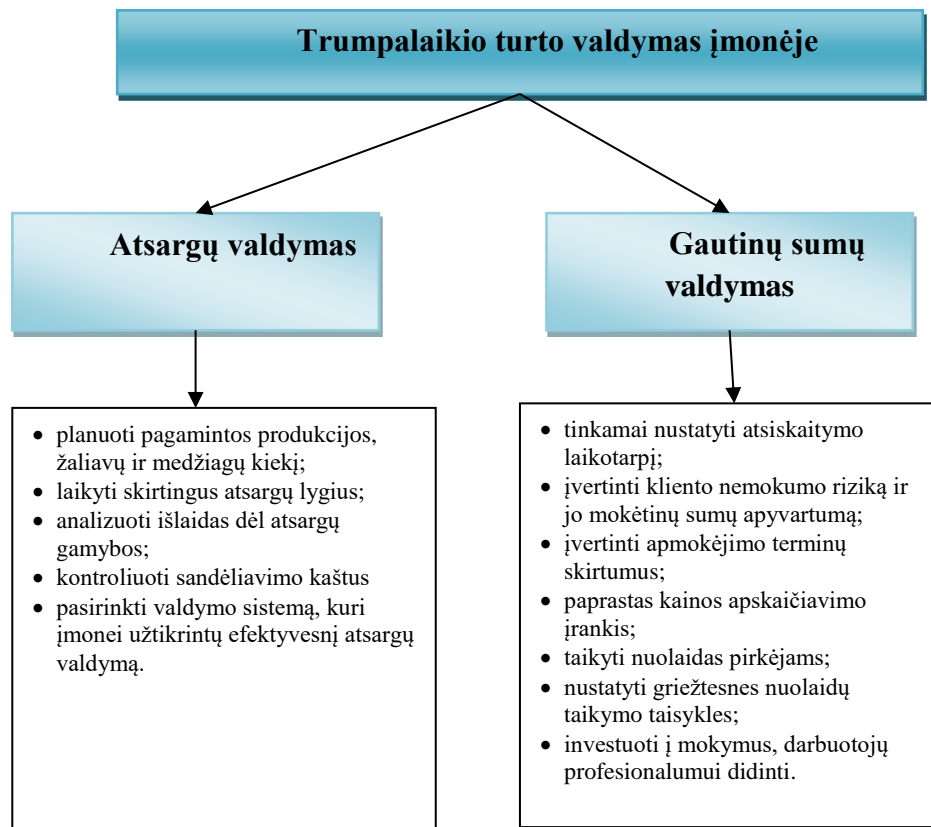 Trumpalaikio turto valdymas įmonėje
Atsargų valdymas
Gautinų sumų
valdymas
• planuoti pagamintos produkcijos,
žaliavų ir medžiagų kiekį;
• laikyti skirtingus atsargų lygius;
• analizuoti išlaidas dėl atsargų
gamybos;
• kontroliuoti sandėliavimo kaštus
• pasirinkti valdymo sistemą, kuri
įmonei užtikrintų efektyvesnį atsargų
valdymą.
• tinkamai nustatyti atsiskaitymo
laikotarpį;
• įvertinti kliento nemokumo riziką ir
jo mokėtinų sumų apyvartumą;
• įvertinti apmokėjimo terminų
skirtumus;
• paprastas kainos apskaičiavimo
įrankis;
• taikyti nuolaidas pirkėjams;
• nustatyti griežtesnes nuolaidų
taikymo taisykles;
• investuoti į mokymus, darbuotojų
profesionalumui didinti.